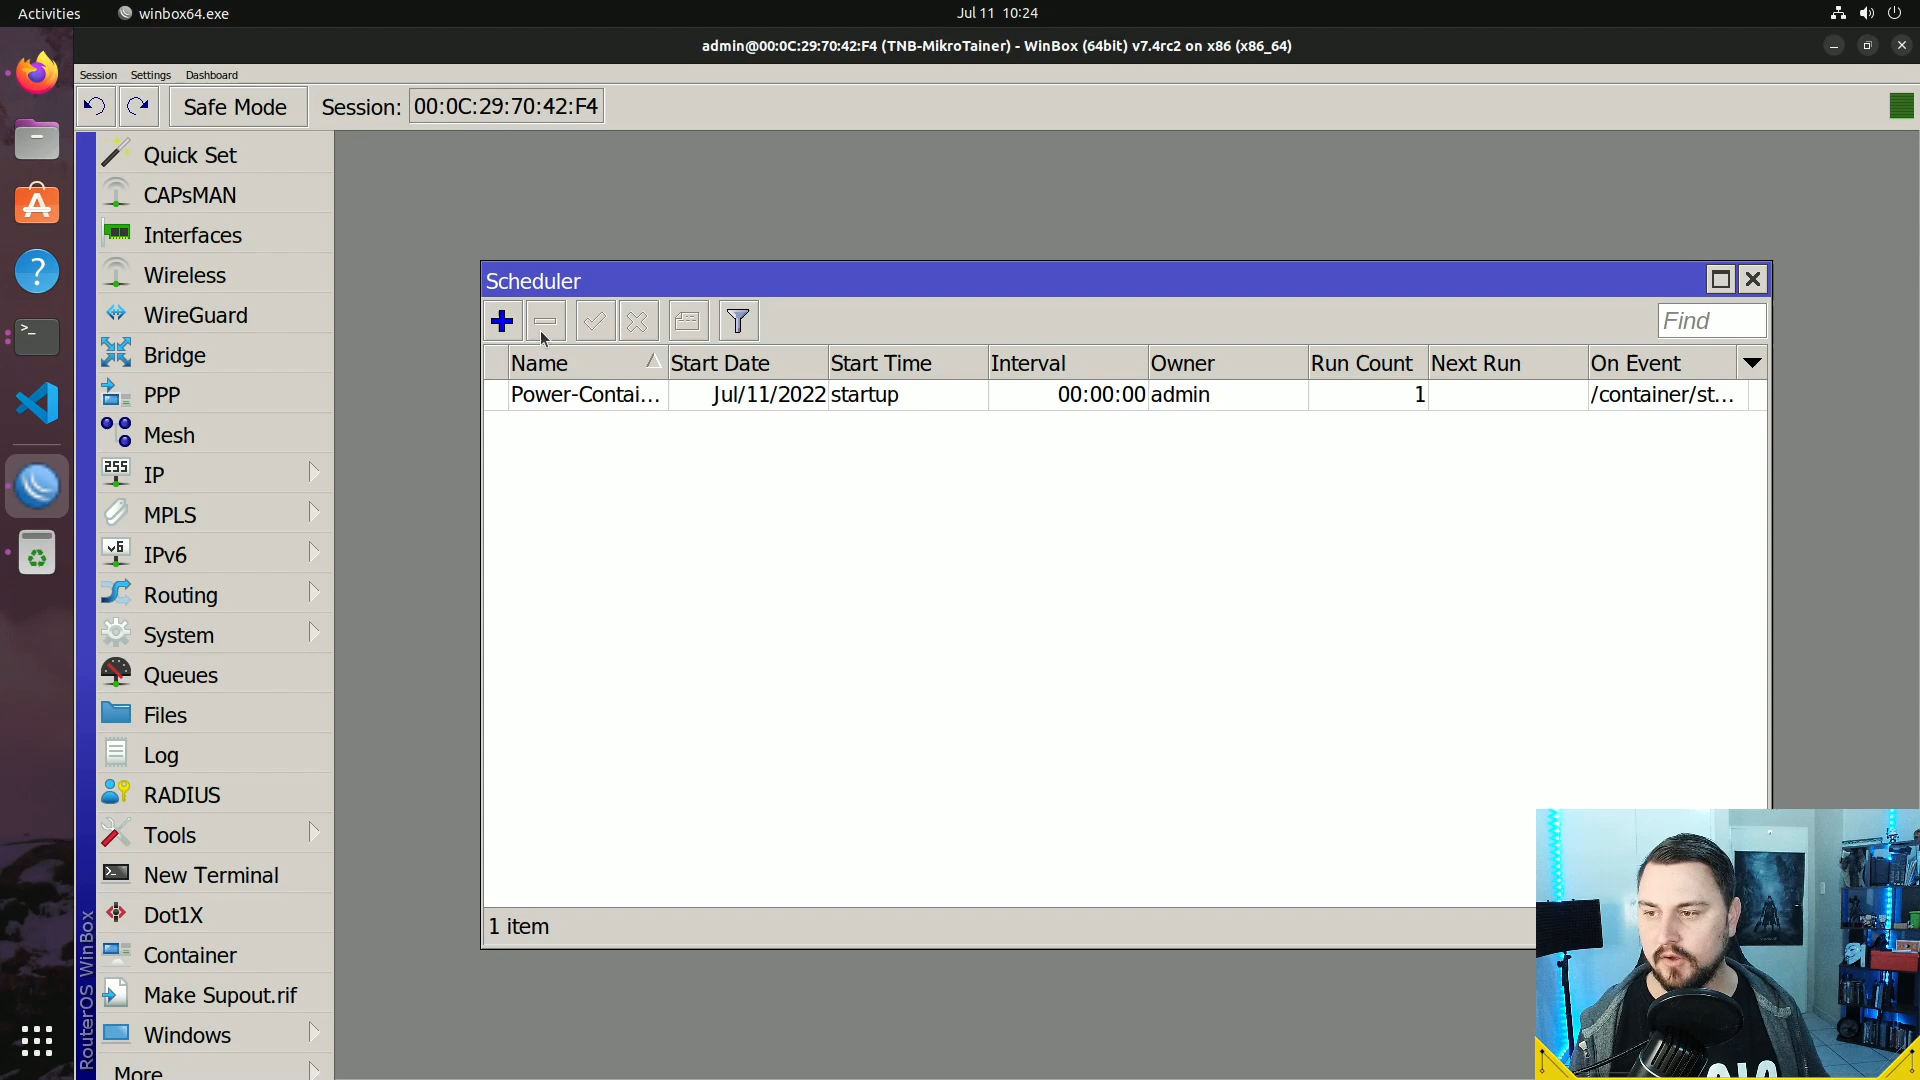 Activities
winbox64.exe
Jul 11 10:24
admin@00:0C:29:70:42:F4 (TNB-MikroTainer) - WinBox (64bit) v7.4rc2 on x86 (x86_64)
Session Settings Dashboard
Safe Mode
Session: 00:0C:29:70:42:F4
Quick Set
CAPsMAN
Interfaces
Wireless
WireGuard
Bridge
PPP
Mesh
255 IP
MPLS
v6 IPv6
Routing
System
Queues
Files
Log
RADIUS
Tools
New Terminal
Dot1X
Container
Make Supout.rif
Windows
More
RouterOS WinBox
Scheduler
Find
Name Start Date Start Time Interval Owner Run Count Next Run On Event
Power-Contai... Jul/11/2022 startup 00:00:00 admin 1 /container/st...
1 item